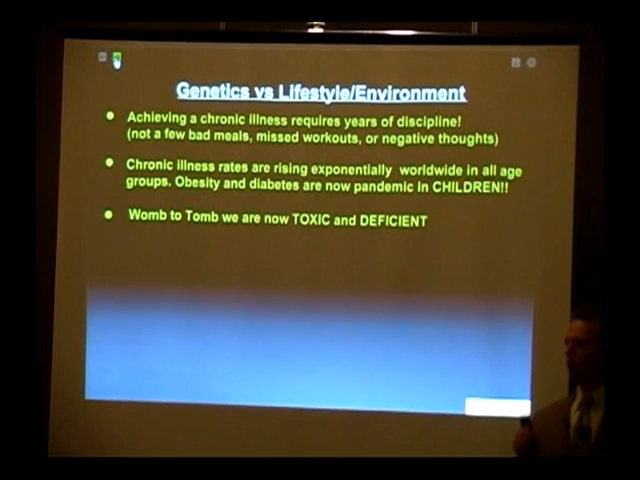 Genetics vs Lifestyle/Environment
Achieving a chronic illness requires years of discipline!
(not a few bad meals, missed workouts, or negative thoughts)
Chronic illness rates are rising exponentially worldwide in all age
groups. Obesity and diabetes are now pandemic in CHILDREN!!
Womb to Tomb we are now TOXIC and DEFICIENT